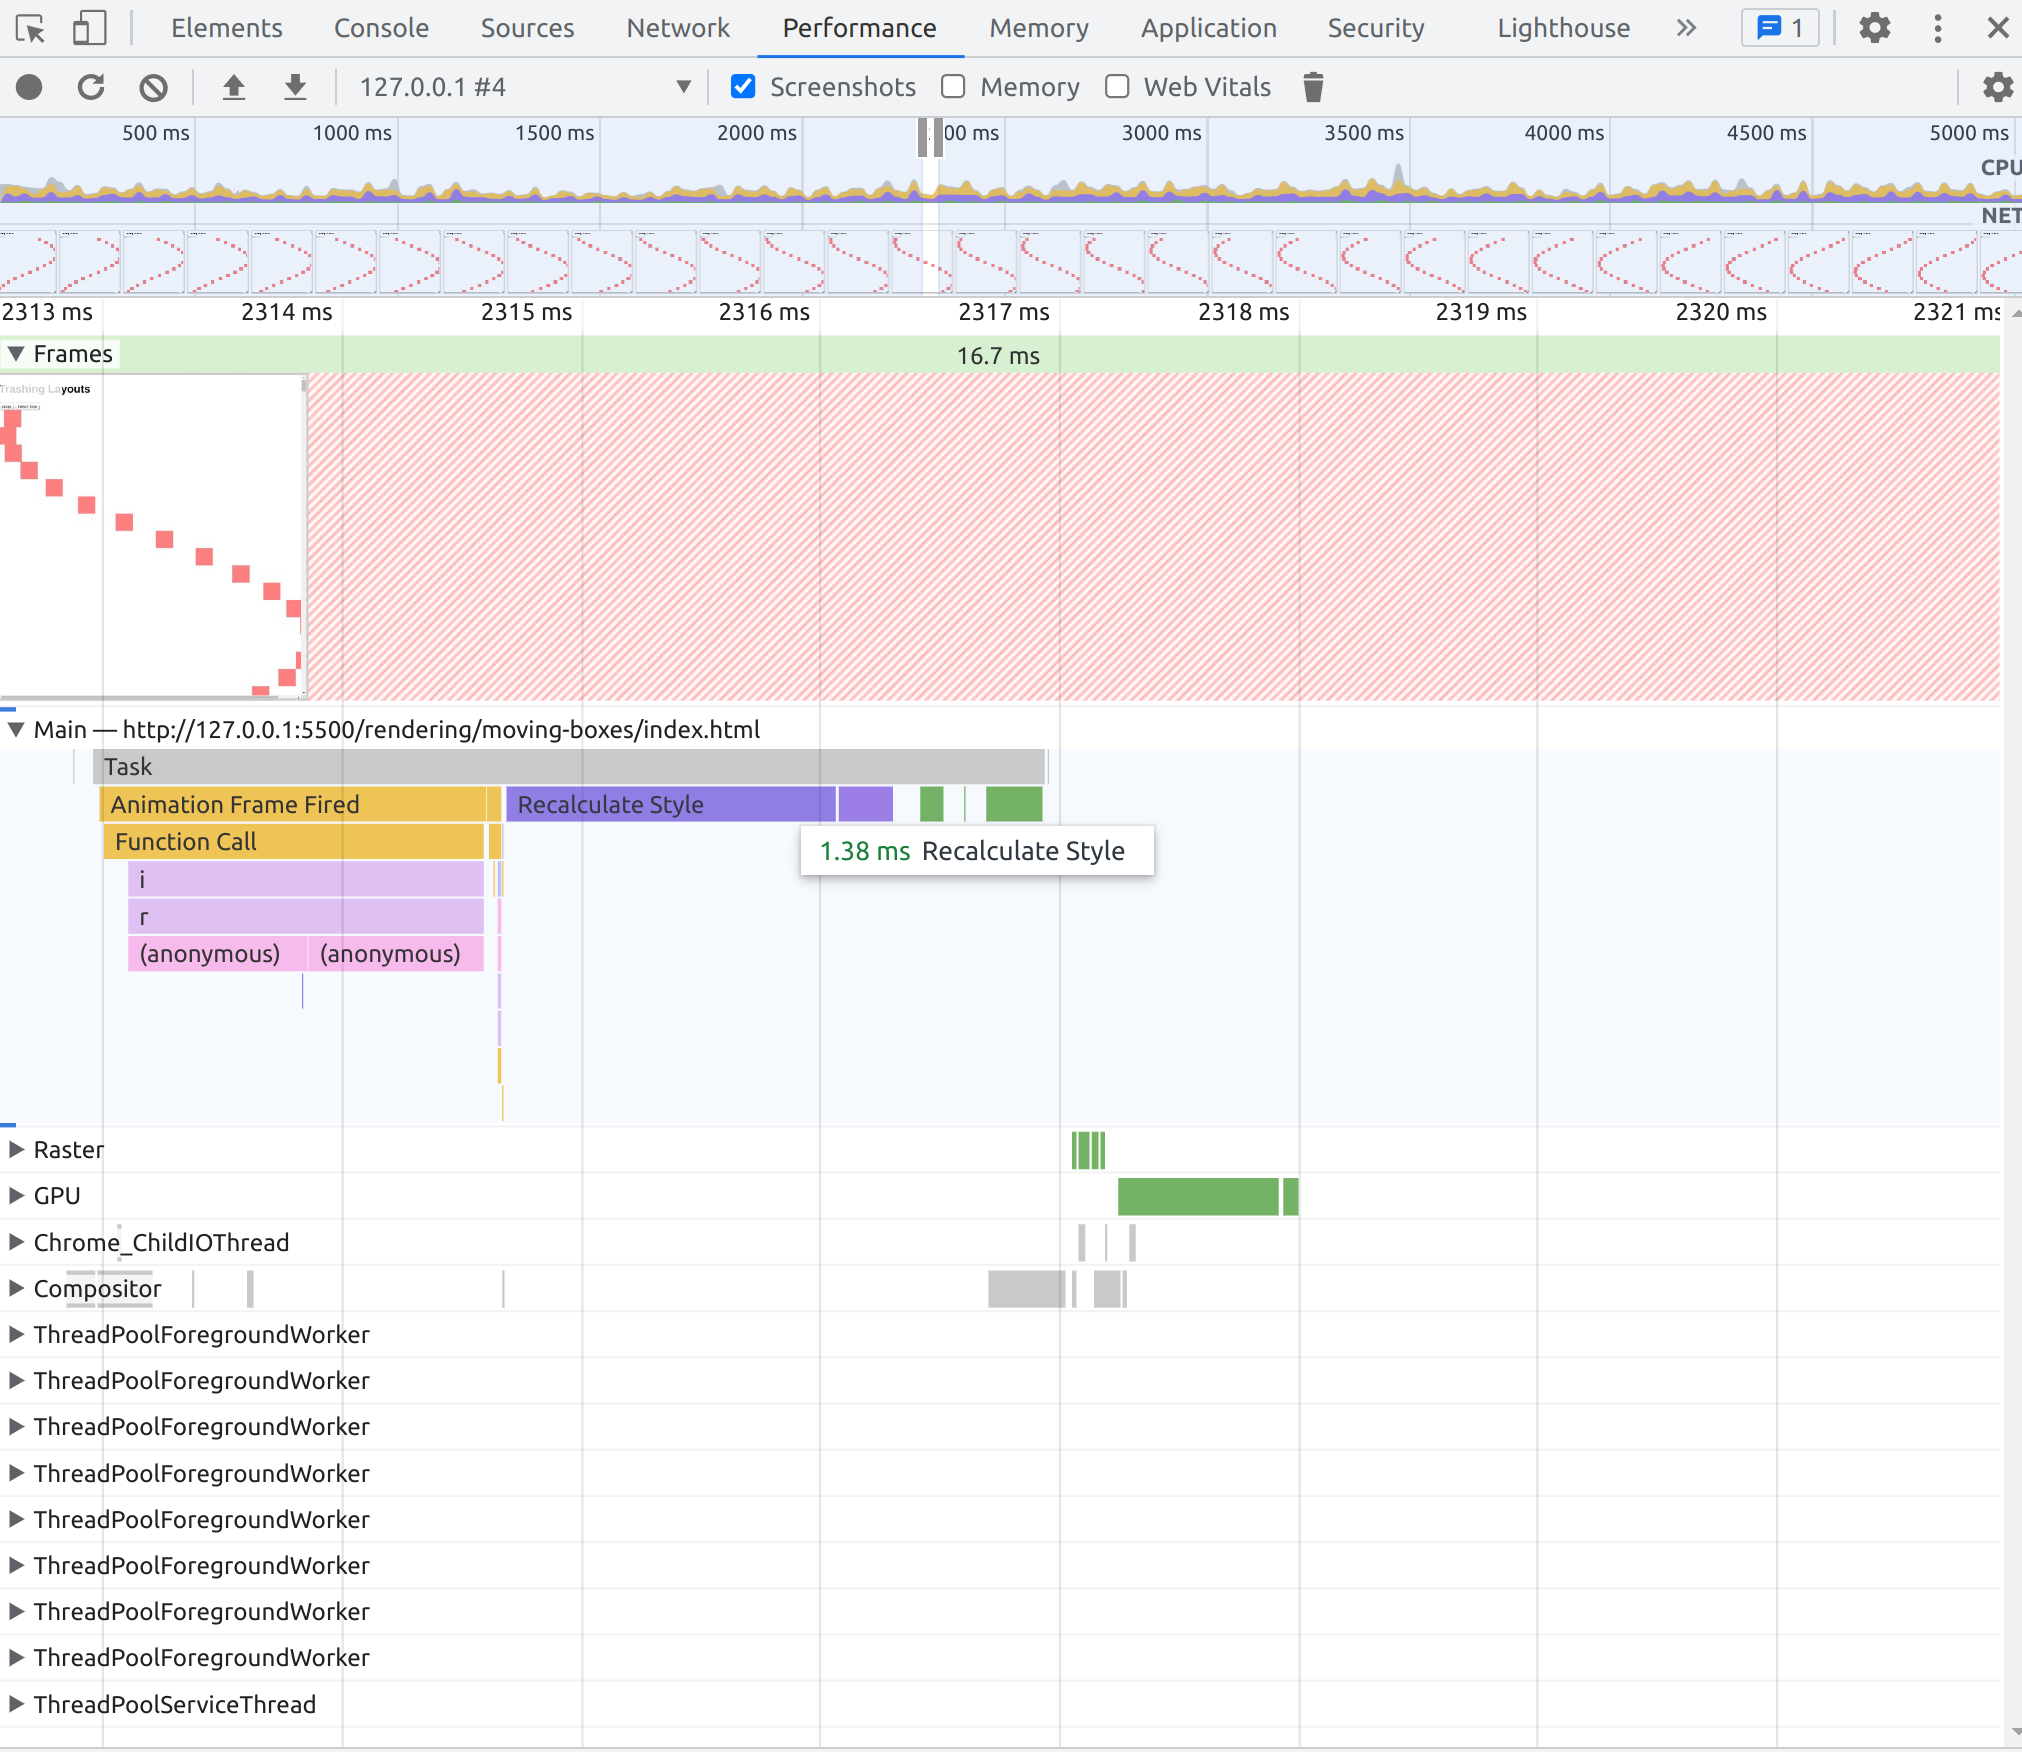 Elements Console Sources Network Performance Memory Application Security Lighthouse 1
127.0.0.1 #4 Screenshots Memory Web Vitals
500 ms 1000 ms 1500 ms 2000 ms 00 ms 3000 ms 3500 ms 4000 ms 4500 ms 5000 ms
CPU
NET
2313 ms 2314 ms 2315 ms 2316 ms 2317 ms 2318 ms 2319 ms 2320 ms 2321 ms
Frames 16.7 ms
Trashing Layouts
Main — http://127.0.0.1:5500/rendering/moving-boxes/index.html
Task
Animation Frame Fired Recalculate Style
Function Call
1.38 ms Recalculate Style
i
r
(anonymous) (anonymous)
Raster
GPU
Chrome_ChildIOThread
Compositor
ThreadPoolForegroundWorker
ThreadPoolForegroundWorker
ThreadPoolForegroundWorker
ThreadPoolForegroundWorker
ThreadPoolForegroundWorker
ThreadPoolForegroundWorker
ThreadPoolForegroundWorker
ThreadPoolForegroundWorker
ThreadPoolServiceThread